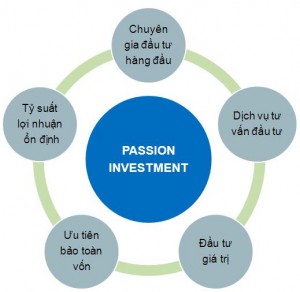 Chuyên
gia đầu tư
hàng đầu
Tỷ suất
lợi nhuận
ổn định
Dịch vụ tư
vấn đầu tư
PASSION
INVESTMENT
Ưu tiên
bảo toàn
vốn
Đầu tư
giá trị